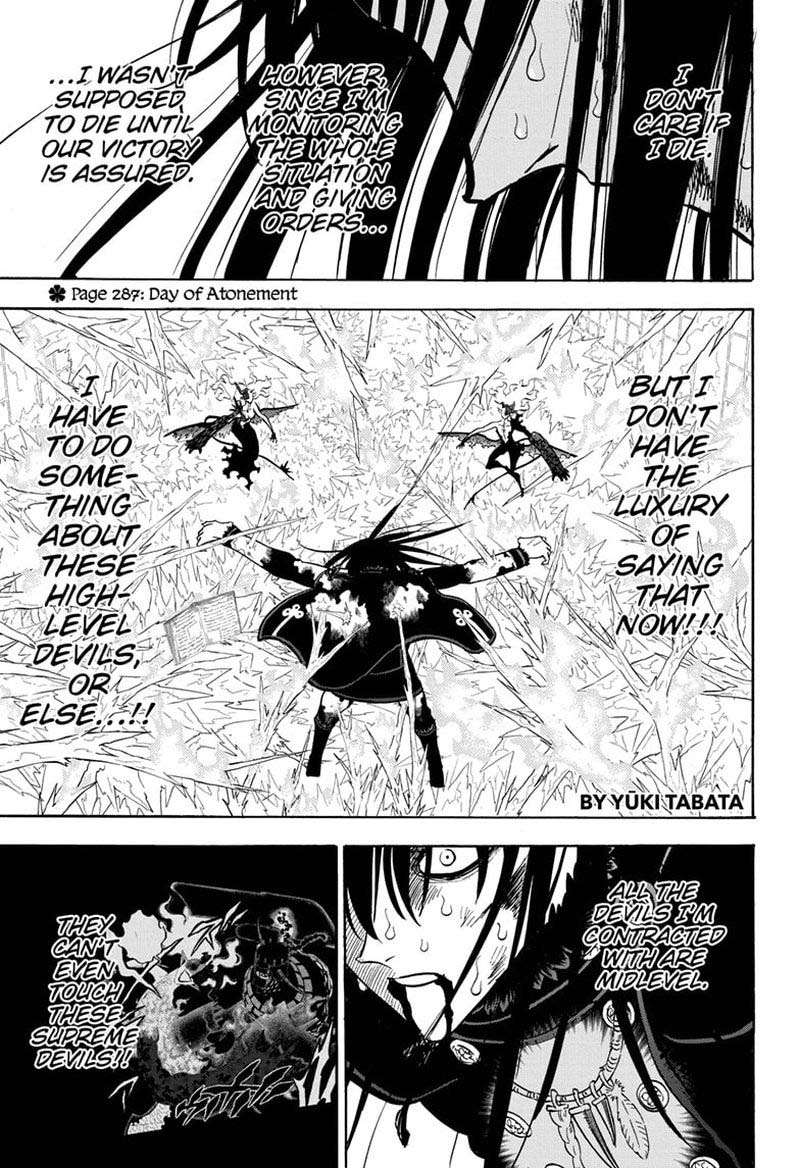 I
DON'T
CARE IF
I DIE.
HOWEVER,
SINCE I'M
MONITORING
THE WHOLE
SITUATION
AND GIVING
ORDERS...
...I WASN'T
SUPPOSED
TO DIE UNTIL
OUR VICTORY
IS ASSURED.
Page 287: Day of Atonement
BUT I
DON'T
HAVE
THE
LUXURY
OF
SAYING
THAT
NOW!!!
I
HAVE
TO DO
SOME-
THING
ABOUT
THESE
HIGH-
LEVEL
DEVILS,
OR
ELSE...!!
BY YŪKI TABATA
ALL THE
DEVILS I'M
CONTRACTED
WITH ARE
MIDLEVEL.
THEY
CAN'T
EVEN
TOUCH
THESE
SUPREME
DEVILS!!